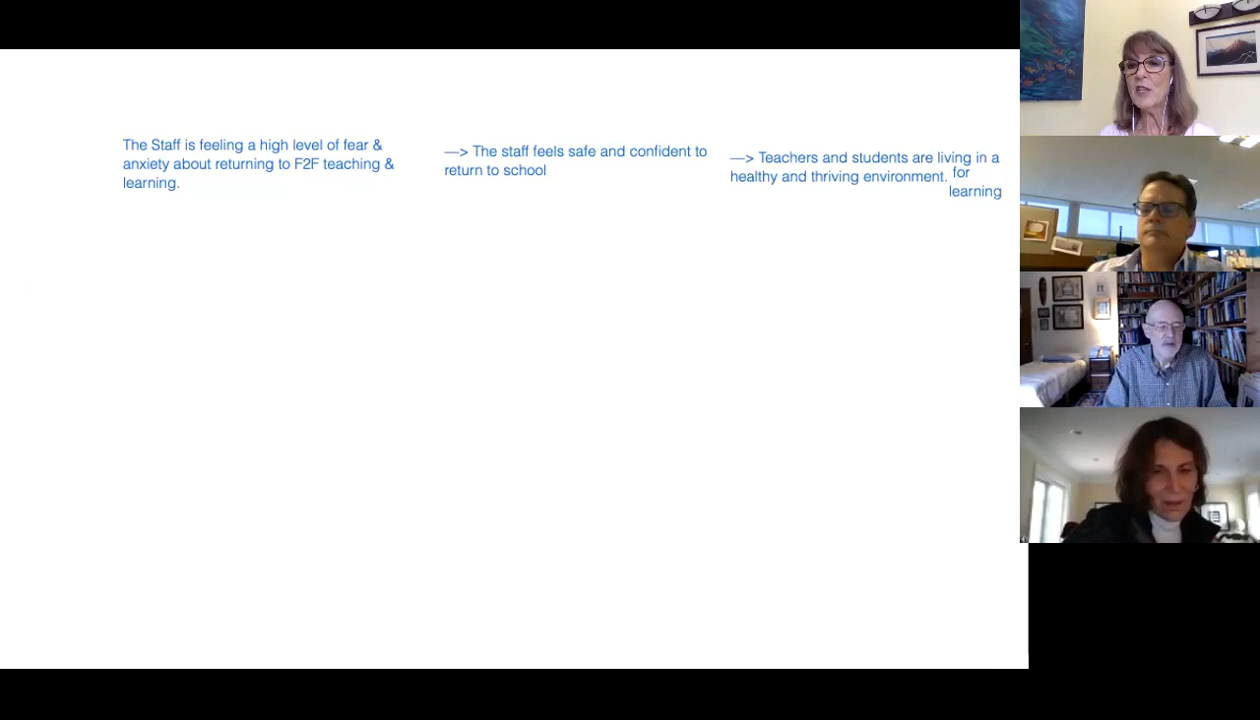 The Staff is feeling a high level of fear &
anxiety about returning to F2F teaching &
learning.
—> The staff feels safe and confident to
return to school
—> Teachers and students are living in a
healthy and thriving environment. for
learning